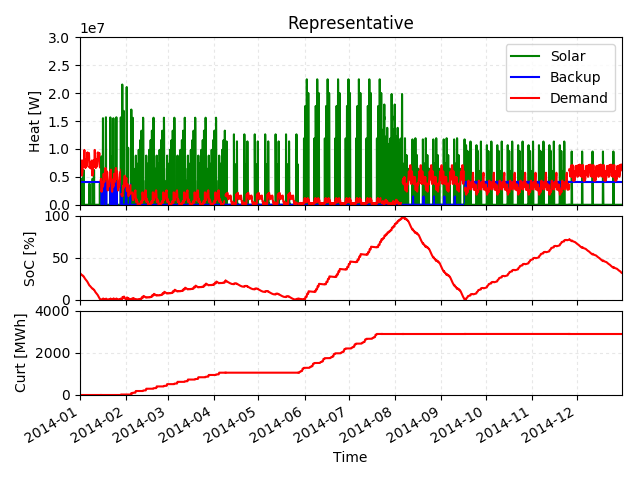 Representative
1e7
3.0
2.5
2.0
1.5
1.0
0.5
0.0
Heat [W]
Solar
Backup
Demand
100
50
0
SoC [%]
4000
2000
0
Curt [MWh]
2014-01
2014-02
2014-03
2014-04
2014-05
2014-06
2014-07
2014-08
2014-09
2014-10
2014-11
2014-12
Time